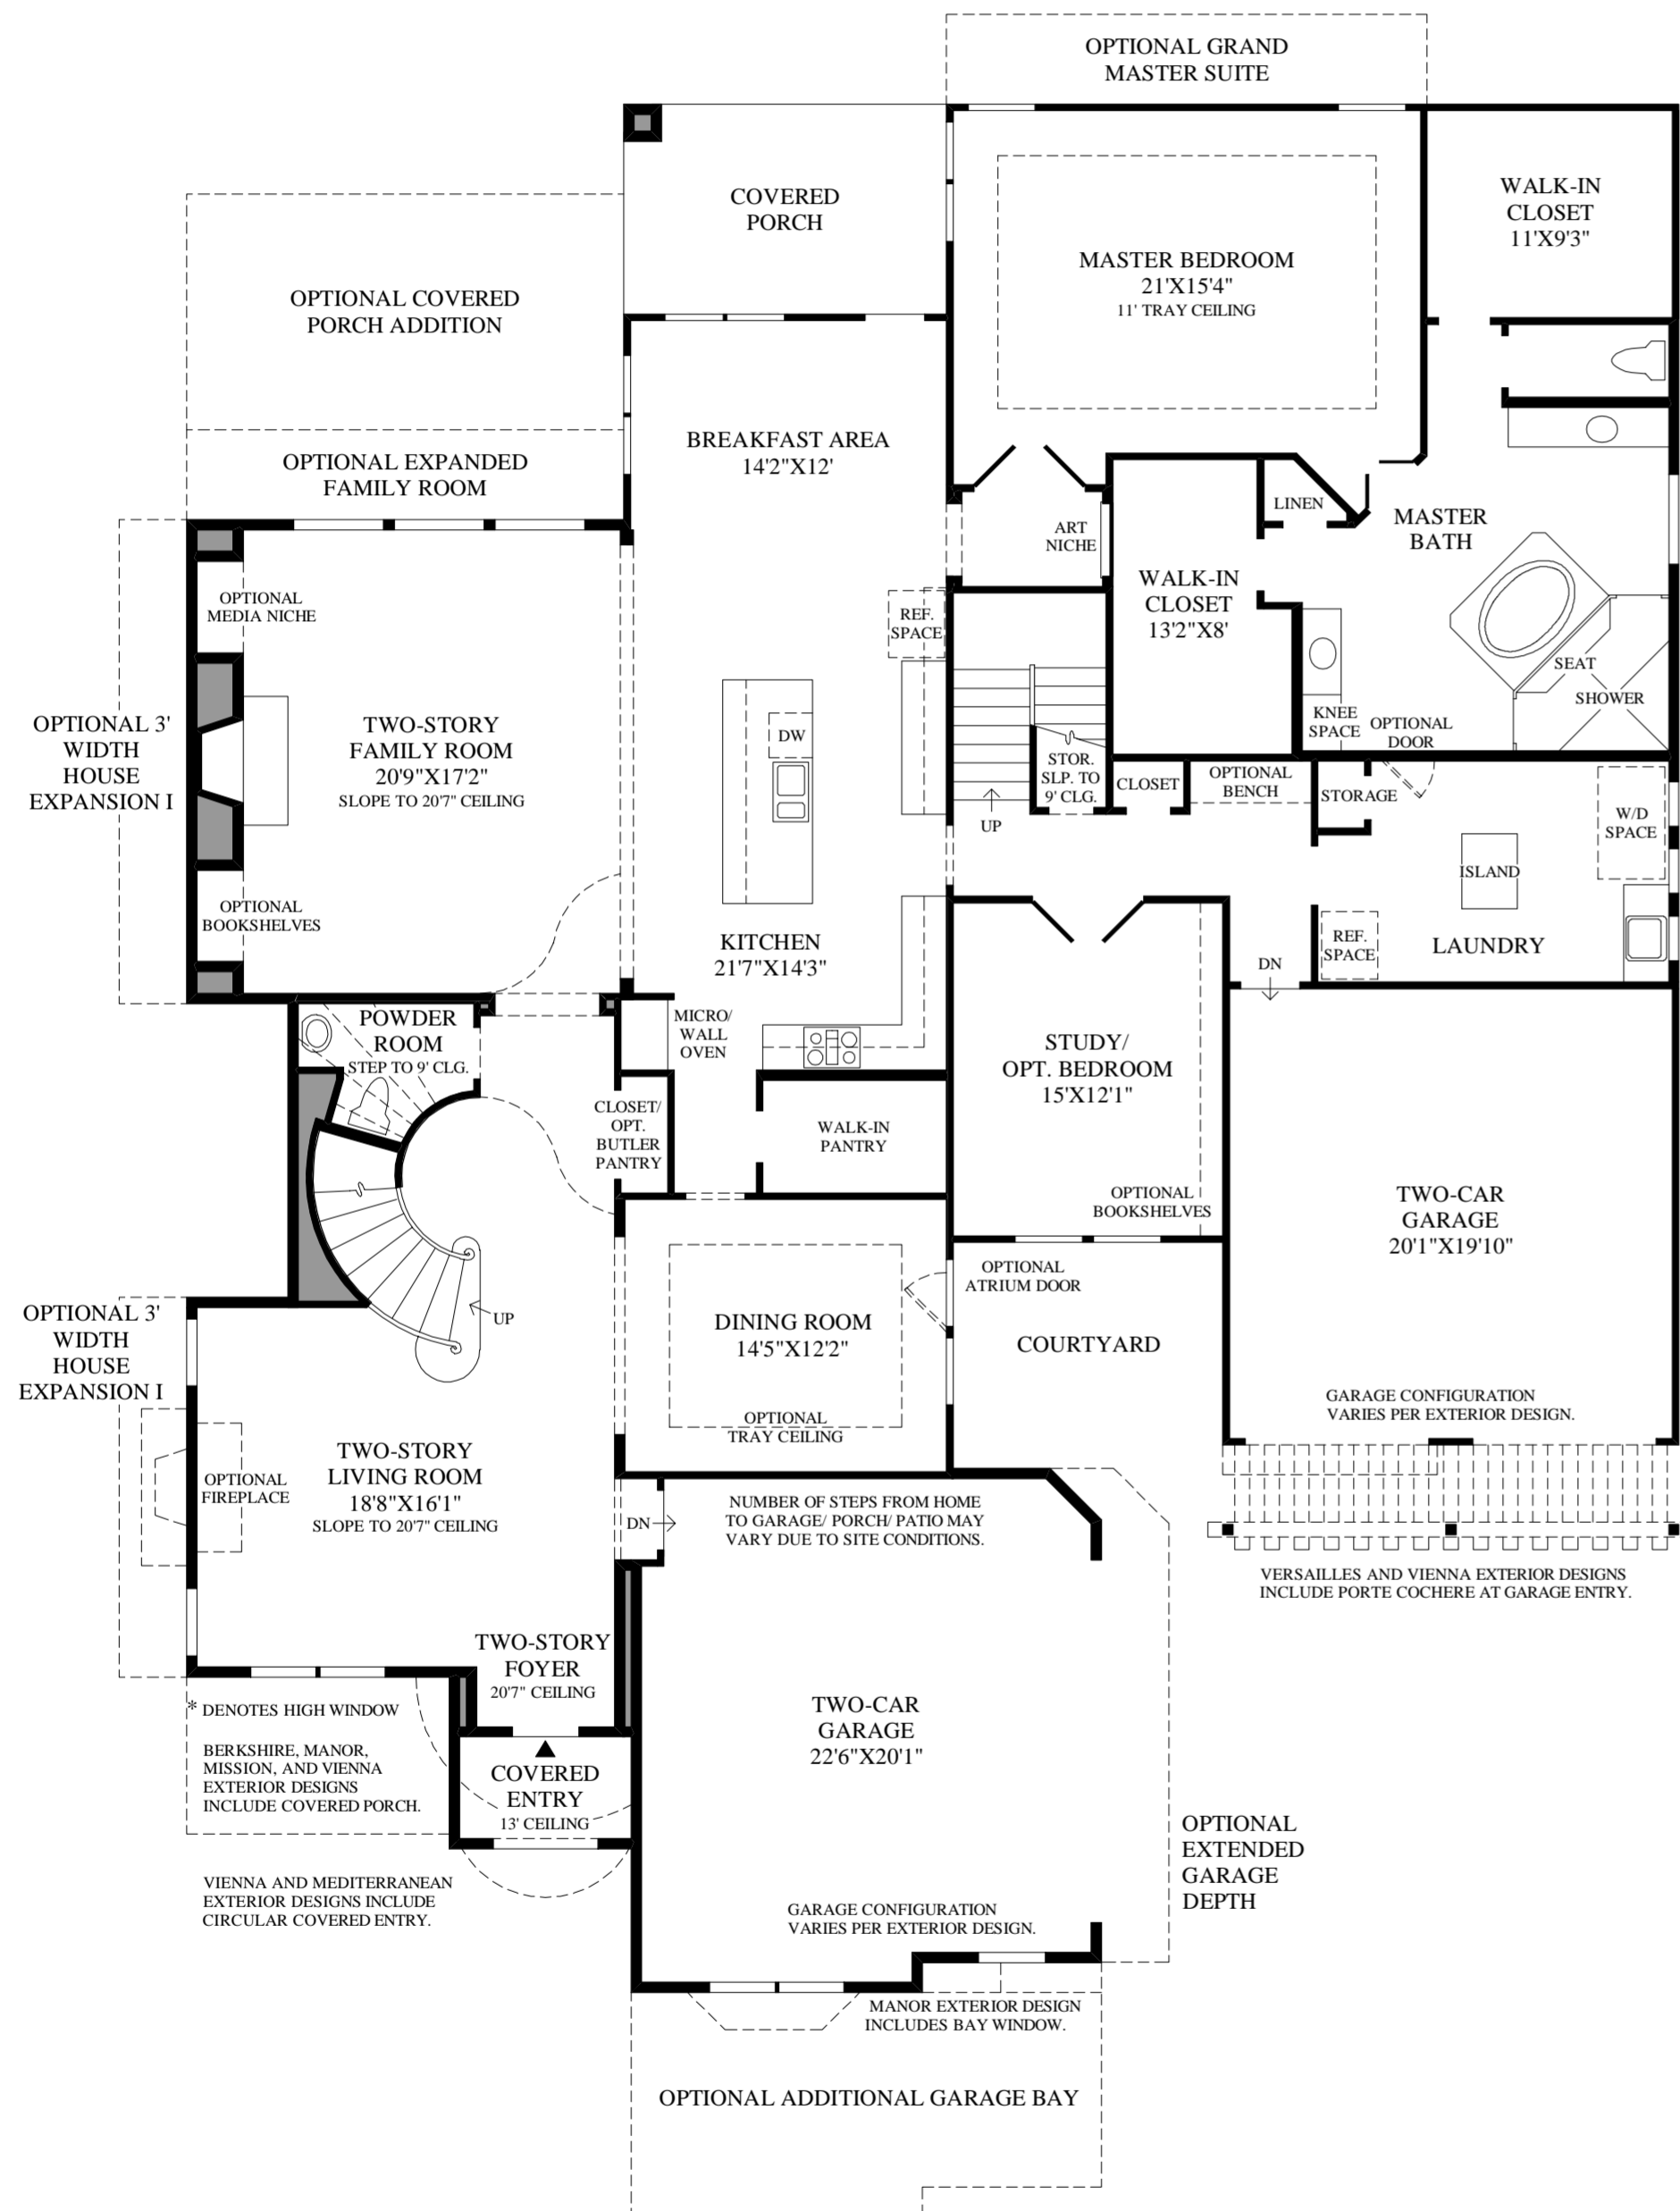 OPTIONAL GRAND
MASTER SUITE
COVERED
PORCH
WALK-IN
CLOSET
11'X9'3"
MASTER BEDROOM
21'X15'4"
11' TRAY CEILING
OPTIONAL COVERED
PORCH ADDITION
OPTIONAL EXPANDED
FAMILY ROOM
BREAKFAST AREA
14'2"X12'
LINEN
MASTER
BATH
ART
NICHE
WALK-IN
CLOSET
13'2"X8'
OPTIONAL
MEDIA NICHE
REF.
SPACE
SEAT
SHOWER
KNEE
SPACE
OPTIONAL
DOOR
OPTIONAL 3'
WIDTH
HOUSE
EXPANSION I
TWO-STORY
FAMILY ROOM
20'9"X17'2"
SLOPE TO 20'7" CEILING
DW
STOR.
SLP. TO
9' CLG.
CLOSET
OPTIONAL
BENCH
STORAGE
W/D
SPACE
UP
ISLAND
OPTIONAL
BOOKSHELVES
KITCHEN
21'7"X14'3"
REF.
SPACE
LAUNDRY
DN
POWDER
ROOM
STEP TO 9' CLG.
MICRO/
WALL
OVEN
STUDY/
OPT. BEDROOM
15'X12'1"
CLOSET/
OPT.
BUTLER
PANTRY
WALK-IN
PANTRY
OPTIONAL
BOOKSHELVES
TWO-CAR
GARAGE
20'1"X19'10"
OPTIONAL
ATRIUM DOOR
OPTIONAL 3'
WIDTH
HOUSE
EXPANSION I
UP
DINING ROOM
14'5"X12'2"
COURTYARD
OPTIONAL
TRAY CEILING
GARAGE CONFIGURATION
VARIES PER EXTERIOR DESIGN.
OPTIONAL
FIREPLACE
TWO-STORY
LIVING ROOM
18'8"X16'1"
SLOPE TO 20'7" CEILING
DN
NUMBER OF STEPS FROM HOME
TO GARAGE/ PORCH/ PATIO MAY
VARY DUE TO SITE CONDITIONS.
VERSAILLES AND VIENNA EXTERIOR DESIGNS
INCLUDE PORTE COCHERE AT GARAGE ENTRY.
TWO-STORY
FOYER
20'7" CEILING
* DENOTES HIGH WINDOW
BERKSHIRE, MANOR,
MISSION, AND VIENNA
EXTERIOR DESIGNS
INCLUDE COVERED PORCH.
TWO-CAR
GARAGE
22'6"X20'1"
COVERED
ENTRY
13' CEILING
OPTIONAL
EXTENDED
GARAGE
DEPTH
VIENNA AND MEDITERRANEAN
EXTERIOR DESIGNS INCLUDE
CIRCULAR COVERED ENTRY.
GARAGE CONFIGURATION
VARIES PER EXTERIOR DESIGN.
MANOR EXTERIOR DESIGN
INCLUDES BAY WINDOW.
OPTIONAL ADDITIONAL GARAGE BAY